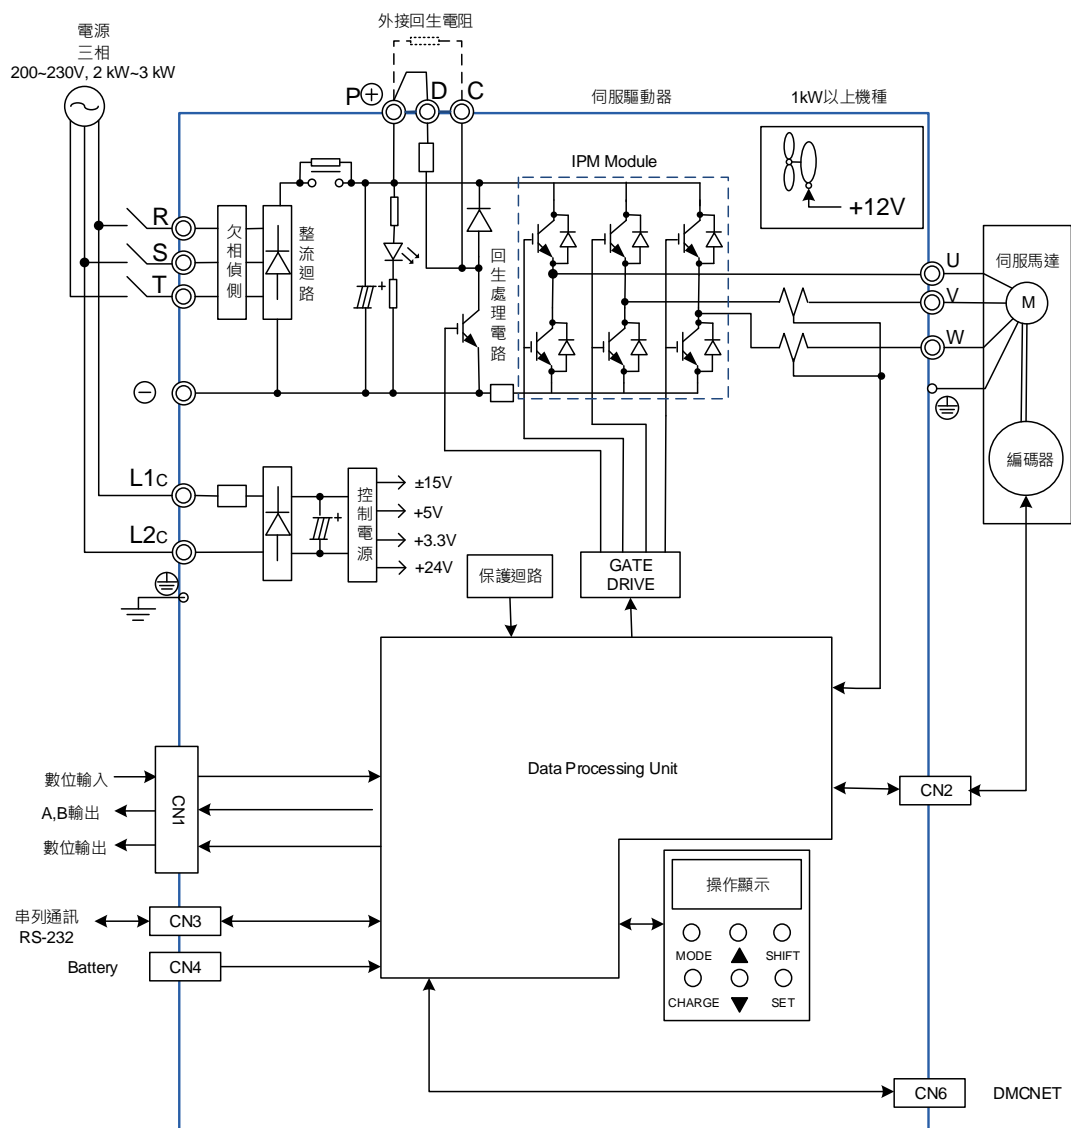 外接回生電阻
電源
三相
200~230V, 2 kW~3 kW
P⊕
D
C
伺服驅動器
1kW以上機種
IPM Module
+12V
R
S
T
欠相偵側
整流迴路
回生處理電路
U
V
W
伺服馬達
M
編碼器
⊖
L1c
L2c
控制電源
±15V
+5V
+3.3V
+24V
保護迴路
GATE
DRIVE
Data Processing Unit
數位輸入
A,B輸出
數位輸出
CN1
CN2
操作顯示
MODE
▲
SHIFT
CHARGE
▼
SET
串列通訊
RS-232
CN3
Battery
CN4
CN6
DMCNET